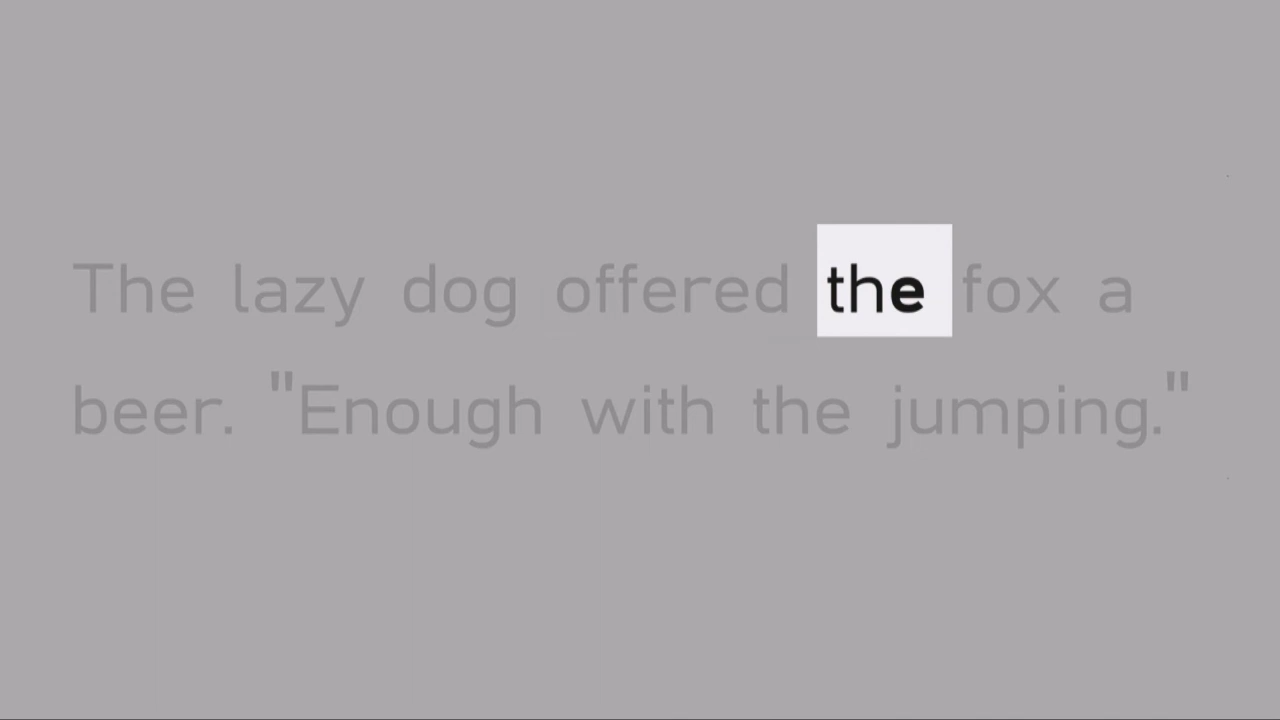 The lazy dog offered the fox a
beer. "Enough with the jumping."